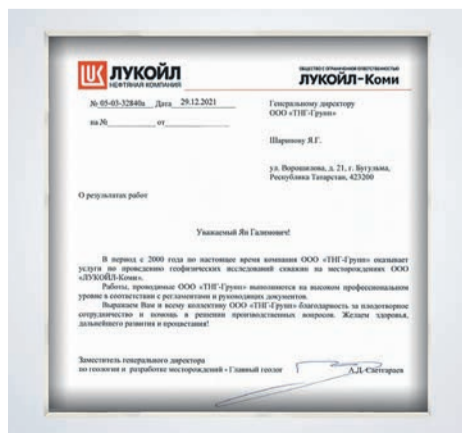 ЛУКОЙЛ
НЕФТЯНАЯ КОМПАНИЯ
ОБЩЕСТВО С ОГРАНИЧЕННОЙ ОТВЕТСТВЕННОСТЬЮ
ЛУКОЙЛ-Коми
№ 05-03-32840а Дата 29.12.2021
на № от
Генеральному директору
ООО «ТНГ-Групп»
Шарипову Я.Г.
ул. Ворошилова, д. 21, г. Бугульма,
Республика Татарстан, 423200
О результатах работ
Уважаемый Ян Галимович!
В период с 2000 года по настоящее время компания ООО «ТНГ-Групп» оказывает
услуги по проведению геофизических исследований скважин на месторождениях ООО
«ЛУКОЙЛ-Коми».
Работы, проводимые ООО «ТНГ-Групп» выполняются на высоком профессиональном
уровне в соответствии с регламентами и руководящих документов.
Выражаем Вам и всему коллективу ООО «ТНГ-Групп» благодарность за плодотворное
сотрудничество и помощь в решении производственных вопросов. Желаем здоровья,
дальнейшего развития и процветания!
Заместитель генерального директора
по геологии и разработке месторождений - Главный геолог
А.Д. Саетгараев